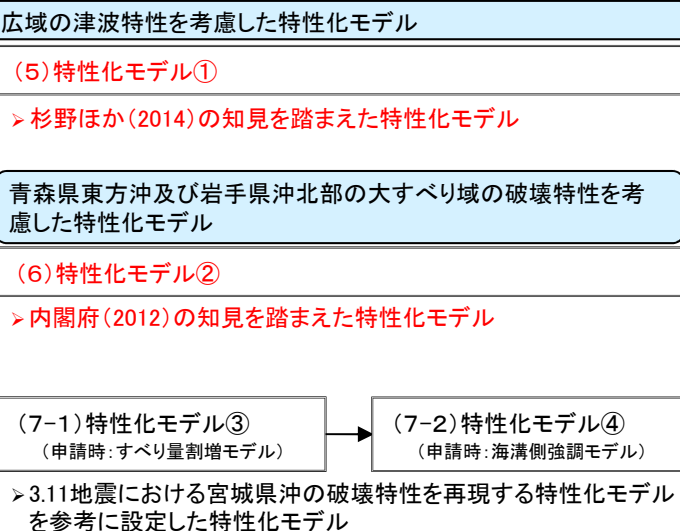 広域の津波特性を考慮した特性化モデル
(5)特性化モデル①
➢杉野ほか(2014)の知見を踏まえた特性化モデル
青森県東方沖及び岩手県沖北部の大すべり域の破壊特性を考
慮した特性化モデル
(6)特性化モデル②
➢内閣府(2012)の知見を踏まえた特性化モデル
(7-1)特性化モデル③
(申請時:すべり量割増モデル)
(7-2)特性化モデル④
(申請時:海溝側強調モデル)
➢3.11地震における宮城県沖の破壊特性を再現する特性化モデル
を参考に設定した特性化モデル